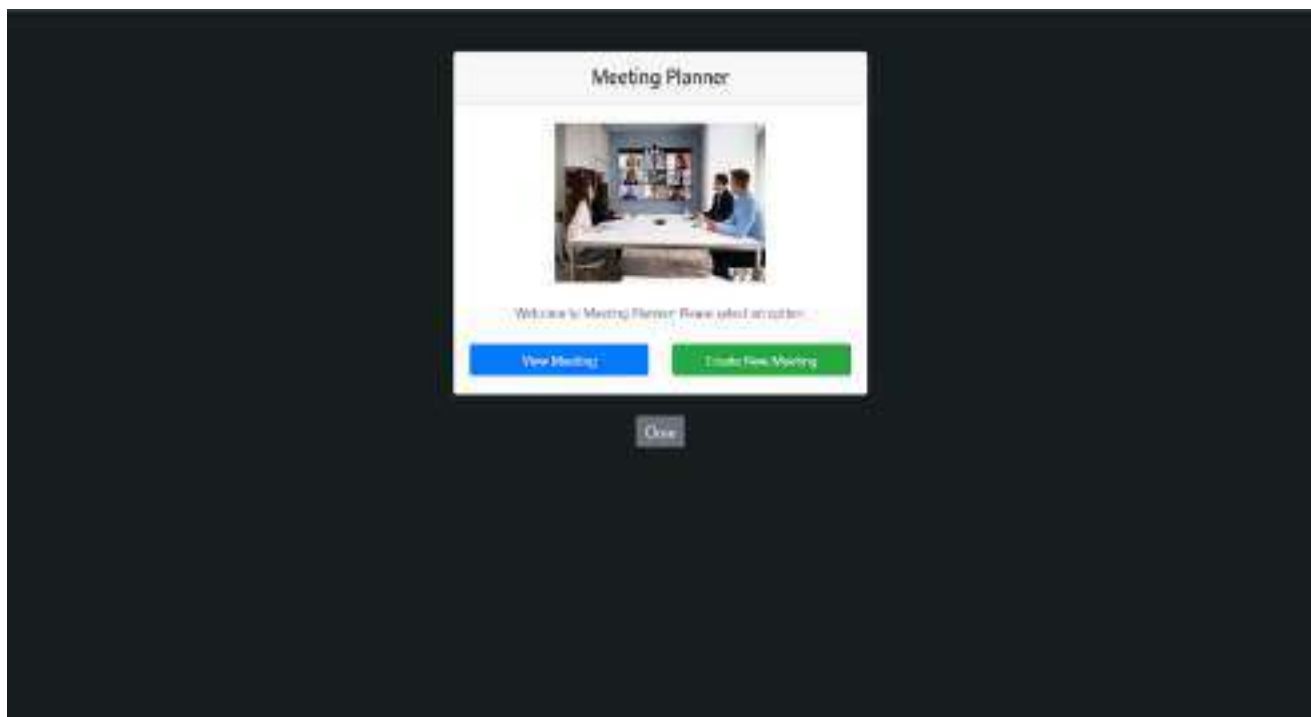 Meeting Planner
Welcome to Meeting Planner Please select an option
View Meeting
Create New Meeting
Close